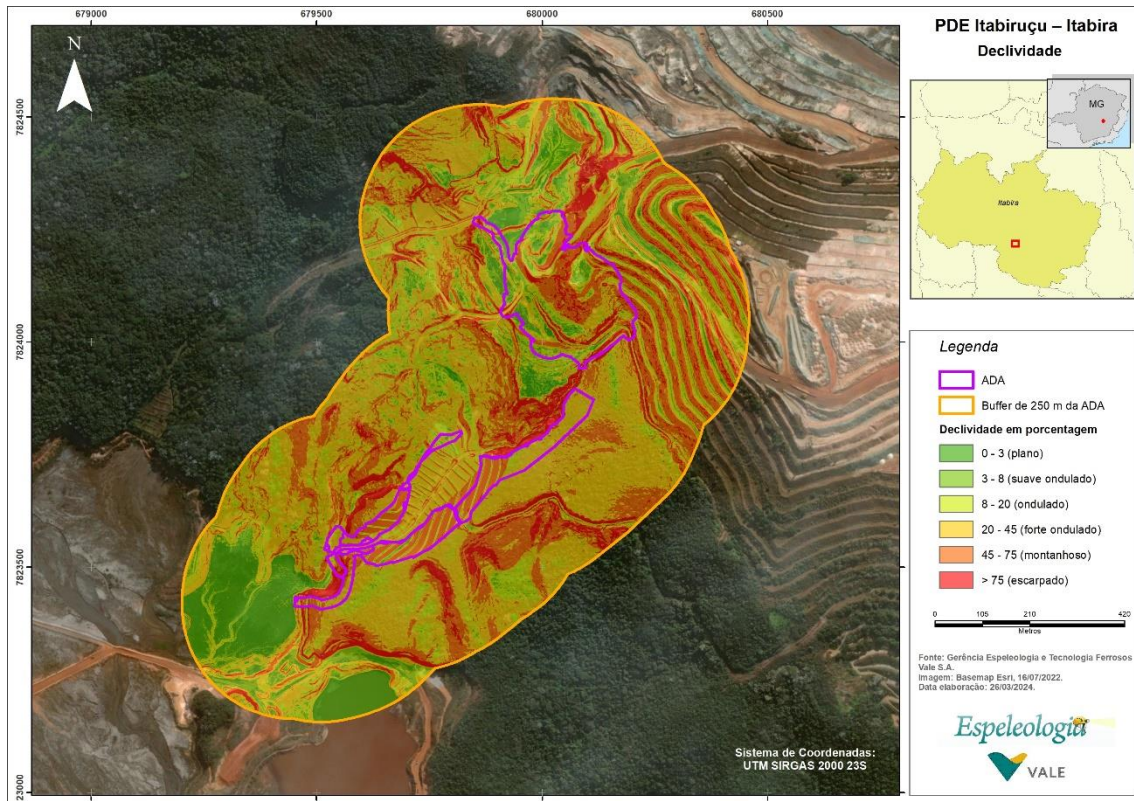 679000
679500
680000
680500
7824500
7824000
7823500
23000
N
Sistema de Coordenadas:
UTM SIRGAS 2000 23S
PDE Itabiruçu – Itabira
Declividade
MG
Itabira
Legenda
ADA
Buffer de 250 m da ADA
Declividade em porcentagem
0 - 3 (plano)
3 - 8 (suave ondulado)
8 - 20 (ondulado)
20 - 45 (forte ondulado)
45 - 75 (montanhoso)
> 75 (escarpado)
0 105 210 420
Metros
Fonte: Gerência Espeleologia e Tecnologia Ferrosos
Vale S.A.
Imagem: Basemap Esri, 16/07/2022.
Data elaboração: 26/03/2024.
Espeleologia
VALE